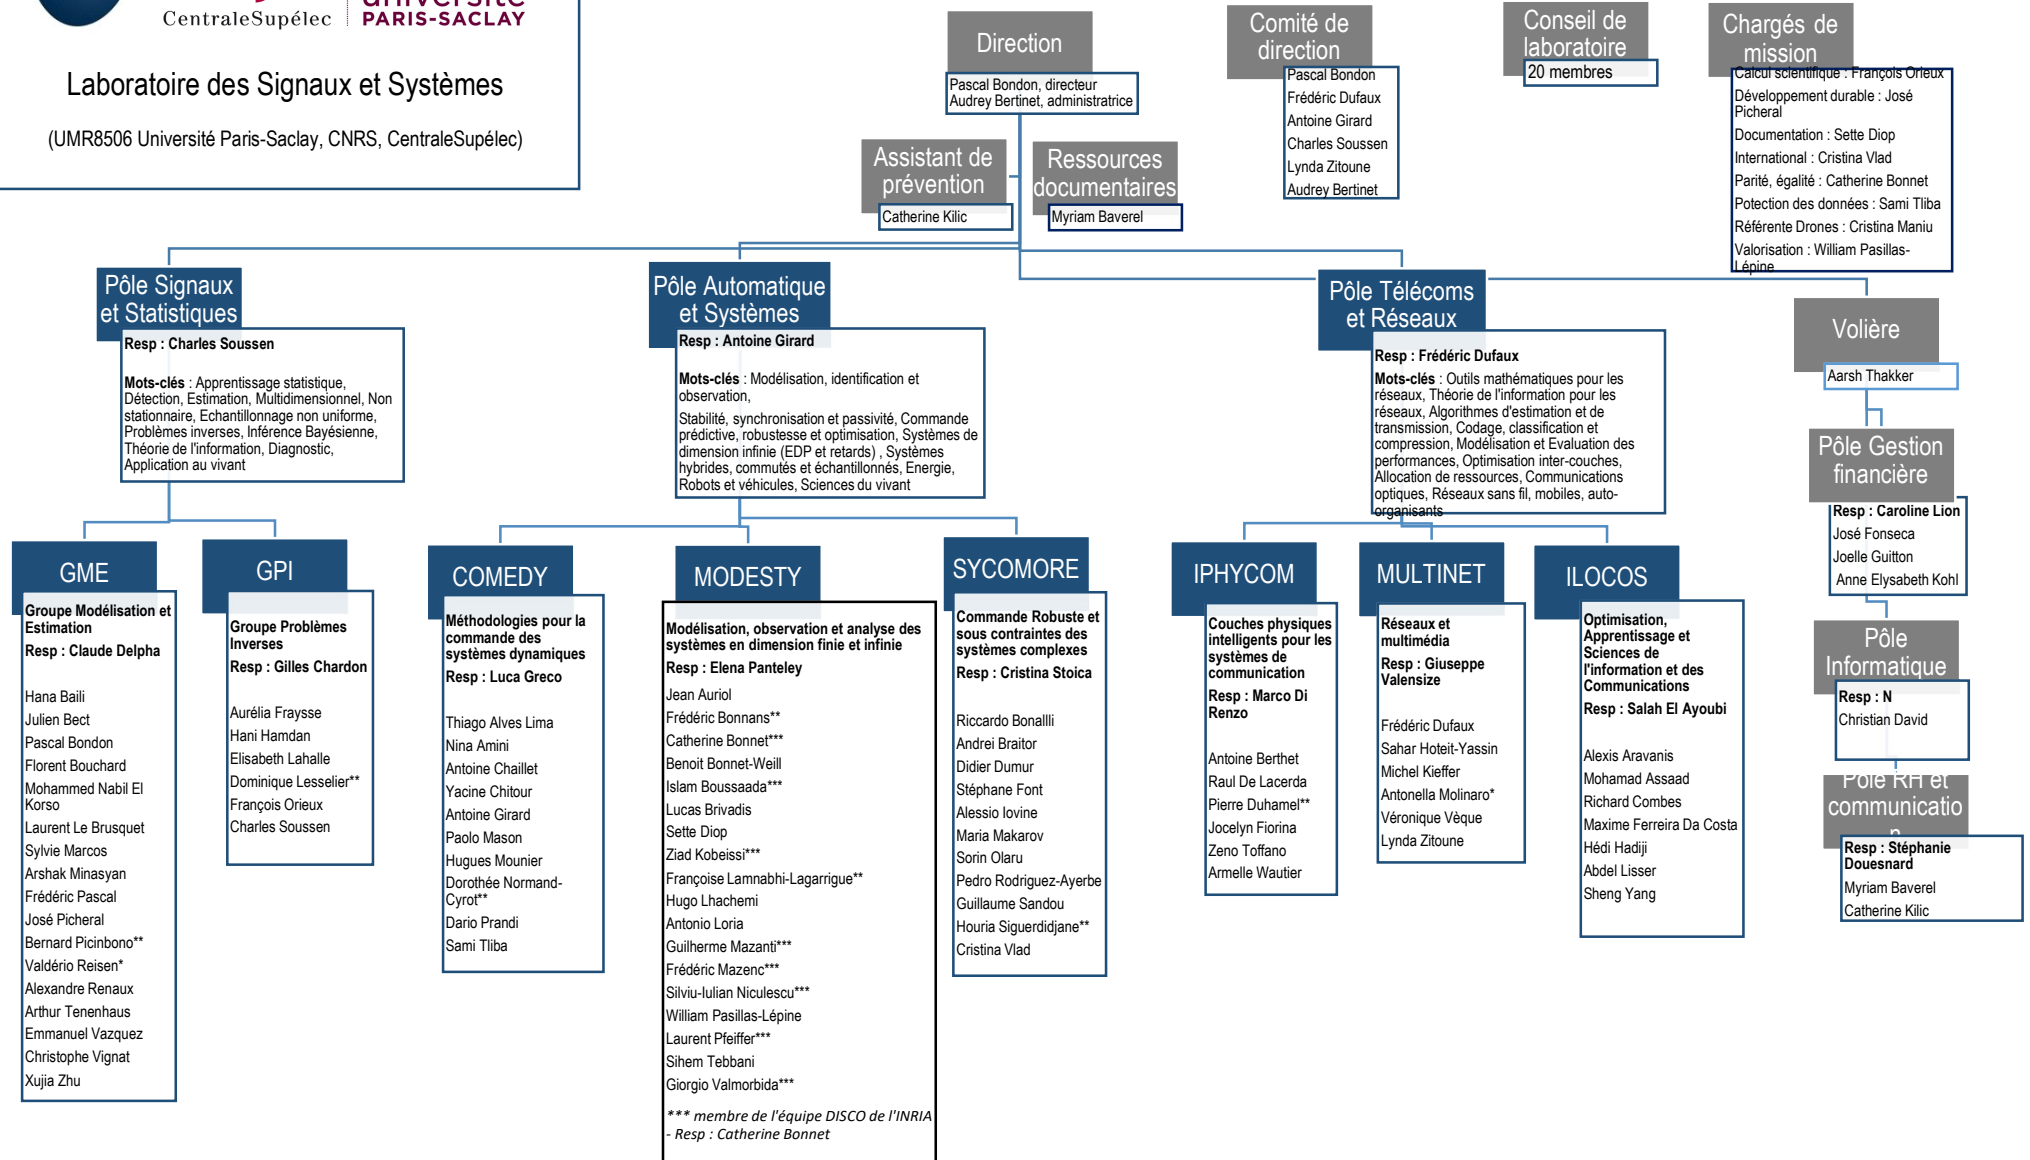 CentraleSupélec
université
PARIS-SACLAY
Laboratoire des Signaux et Systèmes
(UMR8506 Université Paris-Saclay, CNRS, CentraleSupélec)
Direction
Pascal Bondon, directeur
Audrey Bertinet, administratrice
Comité de
direction
Pascal Bondon
Frédéric Dufaux
Antoine Girard
Charles Soussen
Lynda Zitoune
Audrey Bertinet
Conseil de
laboratoire
20 membres
Chargés de
mission
Calcul scientifique : François Orieux
Développement durable : José
Picheral
Documentation : Sette Diop
International : Cristina Vlad
Parité, égalité : Catherine Bonnet
Potection des données : Sami Tliba
Référente Drones : Cristina Maniu
Valorisation : William Pasillas-
Lépine
Assistant de
prévention
Catherine Kilic
Ressources
documentaires
Myriam Baverel
Pôle Signaux
et Statistiques
Resp : Charles Soussen
Mots-clés : Apprentissage statistique,
Détection, Estimation, Multidimensionnel, Non
stationnaire, Echantillonnage non uniforme,
Problèmes inverses, Inférence Bayésienne,
Théorie de l'information, Diagnostic,
Application au vivant
Pôle Automatique
et Systèmes
Resp : Antoine Girard
Mots-clés : Modélisation, identification et
observation,
Stabilité, synchronisation et passivité, Commande
prédictive, robustesse et optimisation, Systèmes de
dimension infinie (EDP et retards) , Systèmes
hybrides, commutés et échantillonnés, Energie,
Robots et véhicules, Sciences du vivant
Pôle Télécoms
et Réseaux
Resp : Frédéric Dufaux
Mots-clés : Outils mathématiques pour les
réseaux, Théorie de l'information pour les
réseaux, Algorithmes d'estimation et de
transmission, Codage, classification et
compression, Modélisation et Evaluation des
performances, Optimisation inter-couches,
Allocation de ressources, Communications
optiques, Réseaux sans fil, mobiles, auto-
organisants
Volière
Aarsh Thakker
Pôle Gestion
financière
Resp : Caroline Lion
José Fonseca
Joelle Guitton
Anne Elysabeth Kohl
Pôle
Informatique
Resp : N
Christian David
Pôle RH et
communicatio
n
Resp : Stéphanie
Douesnard
Myriam Baverel
Catherine Kilic
GME
Groupe Modélisation et
Estimation
Resp : Claude Delpha
Hana Baili
Julien Bect
Pascal Bondon
Florent Bouchard
Mohammed Nabil El
Korso
Laurent Le Brusquet
Sylvie Marcos
Arshak Minasyan
Frédéric Pascal
José Picheral
Bernard Picinbono**
Valdério Reisen*
Alexandre Renaux
Arthur Tenenhaus
Emmanuel Vazquez
Christophe Vignat
Xujia Zhu
GPI
Groupe Problèmes
Inverses
Resp : Gilles Chardon
Aurélia Fraysse
Hani Hamdan
Elisabeth Lahalle
Dominique Lesselier**
François Orieux
Charles Soussen
COMEDY
Méthodologies pour la
commande des
systèmes dynamiques
Resp : Luca Greco
Thiago Alves Lima
Nina Amini
Antoine Chaillet
Yacine Chitour
Antoine Girard
Paolo Mason
Hugues Mounier
Dorothée Normand-
Cyrot**
Dario Prandi
Sami Tliba
MODESTY
Modélisation, observation et analyse des
systèmes en dimension finie et infinie
Resp : Elena Panteley
Jean Auriol
Frédéric Bonnans**
Catherine Bonnet***
Benoit Bonnet-Weill
Islam Boussaada***
Lucas Brivadis
Sette Diop
Ziad Kobeissi***
Françoise Lamnabhi-Lagarrigue**
Hugo Lhachemi
Antonio Loria
Guilherme Mazanti***
Frédéric Mazenc***
Silviu-Iulian Niculescu***
William Pasillas-Lépine
Laurent Pfeiffer***
Sihem Tebbani
Giorgio Valmorbida***
*** membre de l'équipe DISCO de l'INRIA
- Resp : Catherine Bonnet
SYCOMORE
Commande Robuste et
sous contraintes des
systèmes complexes
Resp : Cristina Stoica
Riccardo Bonallli
Andrei Braitor
Didier Dumur
Stéphane Font
Alessio Iovine
Maria Makarov
Sorin Olaru
Pedro Rodriguez-Ayerbe
Guillaume Sandou
Houria Siguerdidjane**
Cristina Vlad
IPHYCOM
Couches physiques
intelligents pour les
systèmes de
communication
Resp : Marco Di
Renzo
Antoine Berthet
Raul De Lacerda
Pierre Duhamel**
Jocelyn Fiorina
Zeno Toffano
Armelle Wautier
MULTINET
Réseaux et
multimédia
Resp : Giuseppe
Valensize
Frédéric Dufaux
Sahar Hoteit-Yassin
Michel Kieffer
Antonella Molinaro*
Véronique Vèque
Lynda Zitoune
ILOCOS
Optimisation,
Apprentissage et
Sciences de
l'information et des
Communications
Resp : Salah El Ayoubi
Alexis Aravanis
Mohamad Assaad
Richard Combes
Maxime Ferreira Da Costa
Hédi Hadiji
Abdel Lisser
Sheng Yang